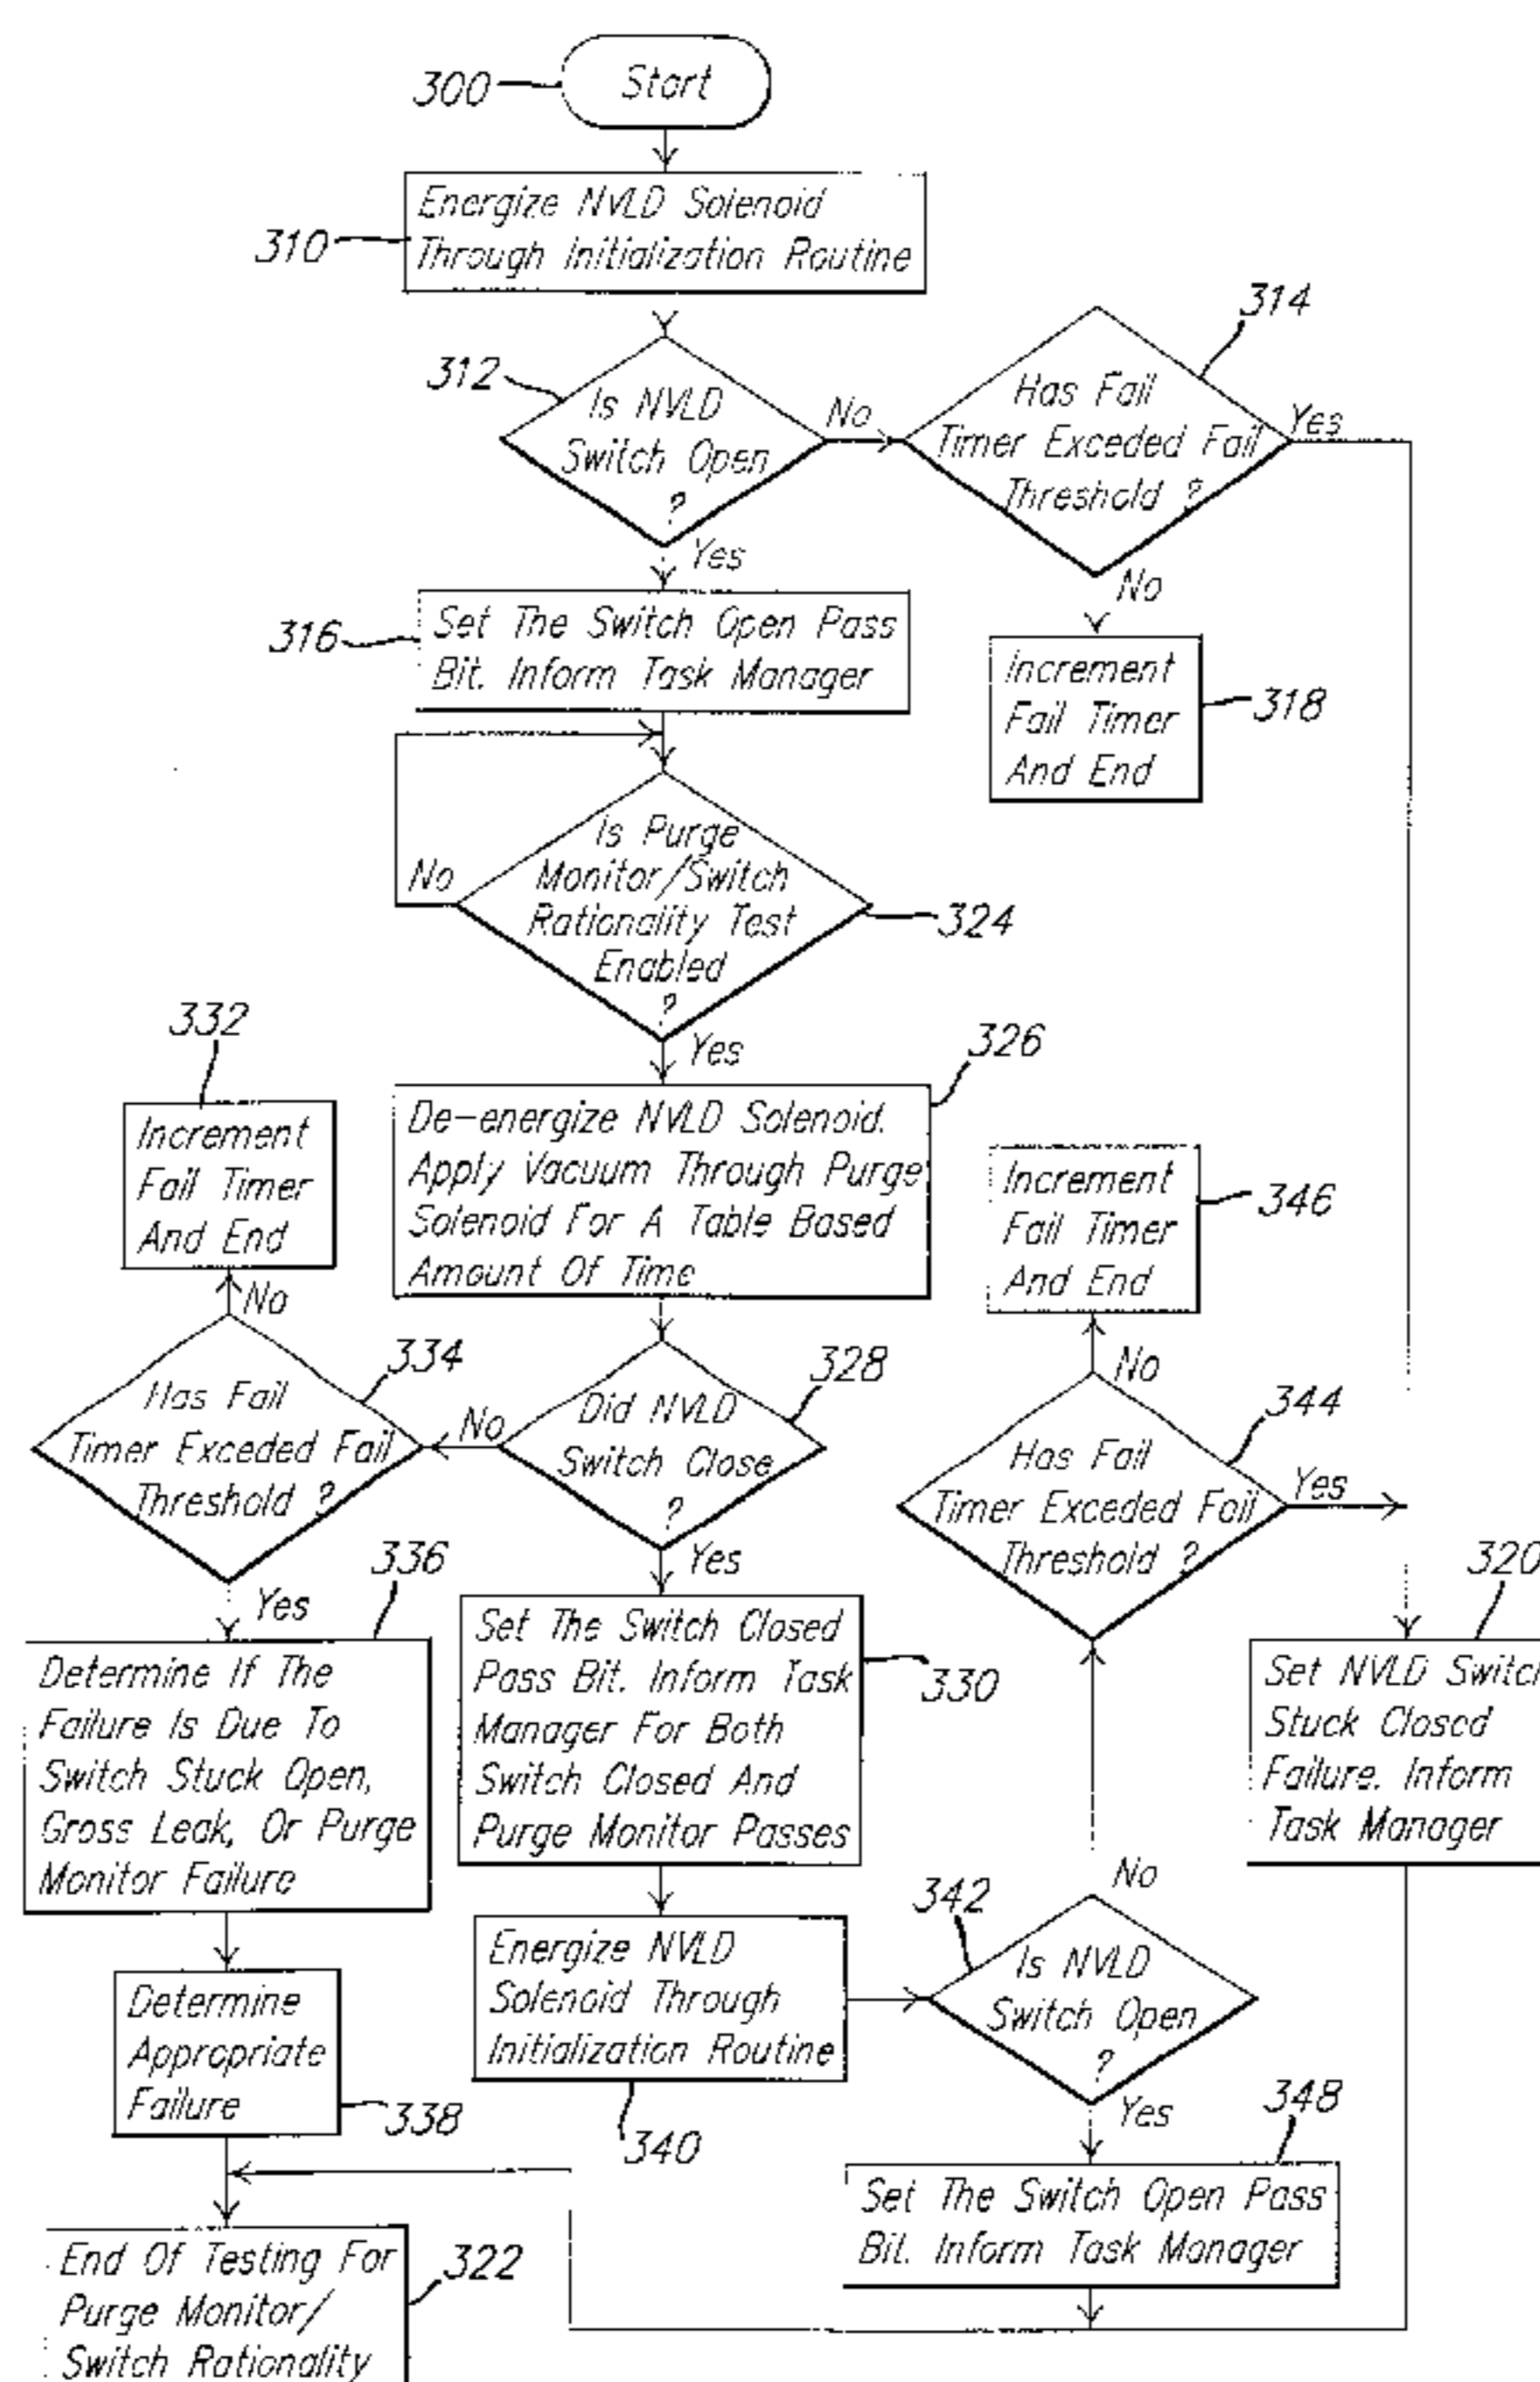 300
Start
310
Energize NVLD Solenoid
Through Initialization Routine
312
Is NVLD
Switch Open
?
No
314
Has Fail
Timer Exceded Fail
Threshold ?
Yes
No
Yes
316
Set The Switch Open Pass
Bit. Inform Task Manager
Increment
Fail Timer
And End
318
Is Purge
Monitor/Switch
Rationality Test
Enabled
?
No
324
Yes
332
Increment
Fail Timer
And End
326
De-energize NVLD Solenoid.
Apply Vacuum Through Purge
Solenoid For A Table Based
Amount Of Time
Increment
Fail Timer
And End
346
No
334
Has Fail
Timer Exceded Fail
Threshold ?
No
328
Did NVLD
Switch Close
?
No
344
Has Fail
Timer Exceded Fail
Threshold ?
Yes
Yes
336
Determine If The
Failure Is Due To
Switch Stuck Open,
Gross Leak, Or Purge
Monitor Failure
Yes
Set The Switch Closed
Pass Bit. Inform Task
Manager For Both
Switch Closed And
Purge Monitor Passes
330
320
Set NVLD Switch
Stuck Closed
Failure. Inform
Task Manager
Determine
Appropriate
Failure
338
Energize NVLD
Solenoid Through
Initialization Routine
340
342
No
Is NVLD
Switch Open
?
Yes
348
Set The Switch Open Pass
Bit. Inform Task Manager
End Of Testing For
Purge Monitor/
Switch Rationality
322